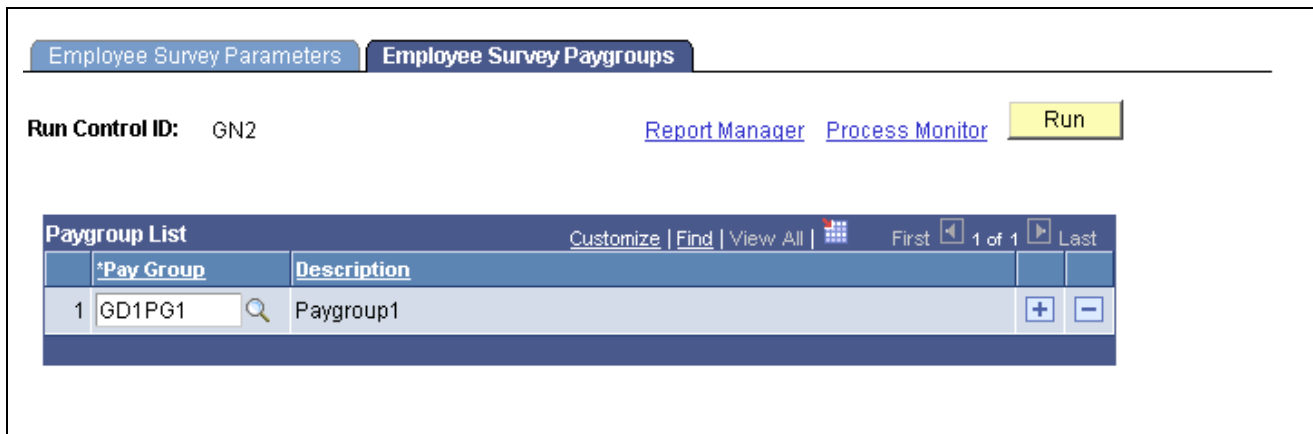 Employee Survey Parameters Employee Survey Paygroups
Run Control ID: GN2 Report Manager Process Monitor Run
Paygroup List Customize | Find | View All | First 1 of 1 Last
*Pay Group Description
1 GD1PG1 Paygroup1